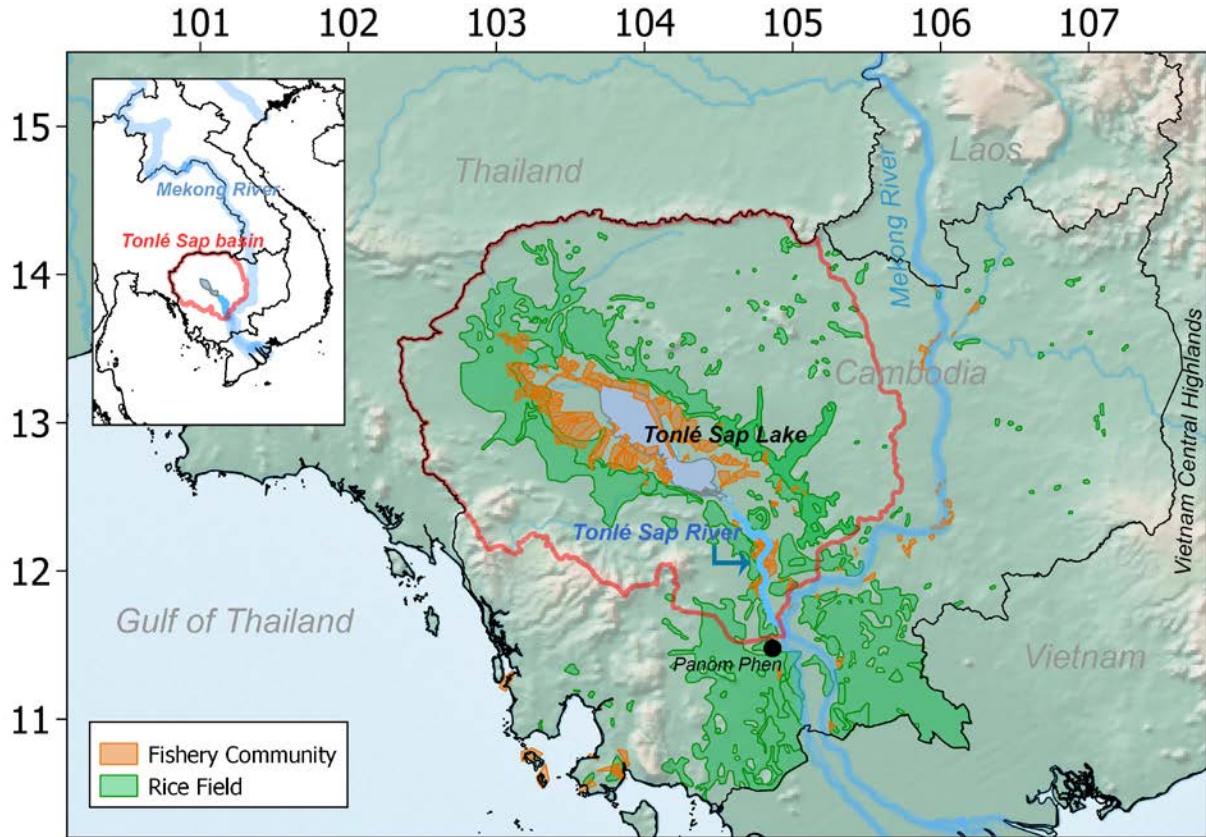 101 102 103 104 105 106 107
15
14
13
12
11
Mekong River
Tonlé Sap basin
Thailand
Laos
Mekong River
Cambodia
Tonlé Sap Lake
Tonlé Sap River
Vietnam Central Highlands
Gulf of Thailand
Panom Phen
Vietnam
Fishery Community
Rice Field